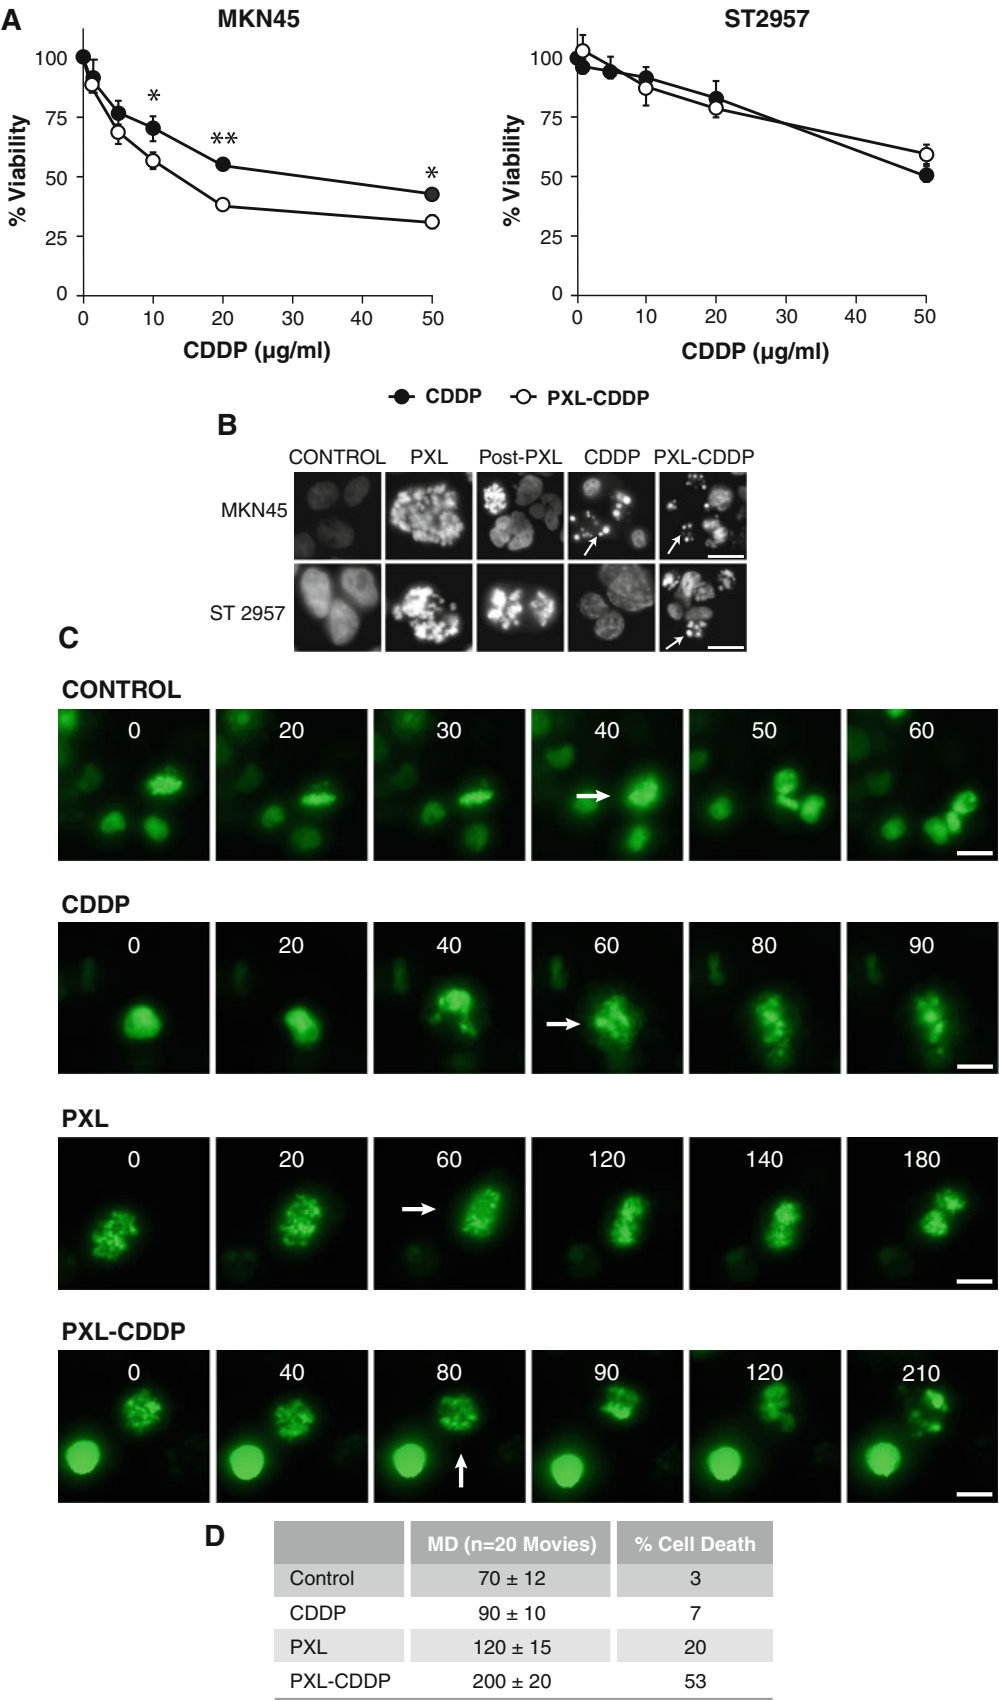 A
MKN45
ST2957
100
75
50
25
0
% Viability
0 10 20 30 40 50
CDDP (µg/ml)
* ** *
100
75
50
25
0
% Viability
0 10 20 30 40 50
CDDP (µg/ml)
CDDP PXL-CDDP
B
CONTROL PXL Post-PXL CDDP PXL-CDDP
MKN45
ST 2957
C
CONTROL
0 20 30 40 50 60
CDDP
0 20 40 60 80 90
PXL
0 20 60 120 140 180
PXL-CDDP
0 40 80 90 120 210
D
MD (n=20 Movies) % Cell Death
Control 70 ± 12 3
CDDP 90 ± 10 7
PXL 120 ± 15 20
PXL-CDDP 200 ± 20 53